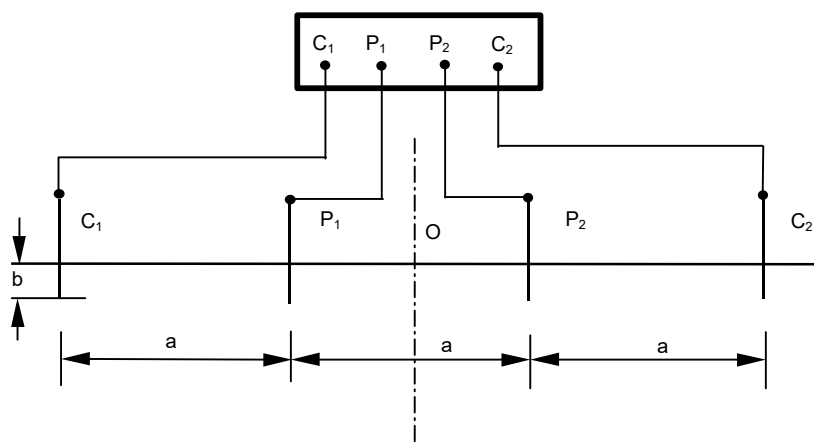 C₁ P₁ P₂ C₂
C₁ P₁ O P₂ C₂
b
a a a